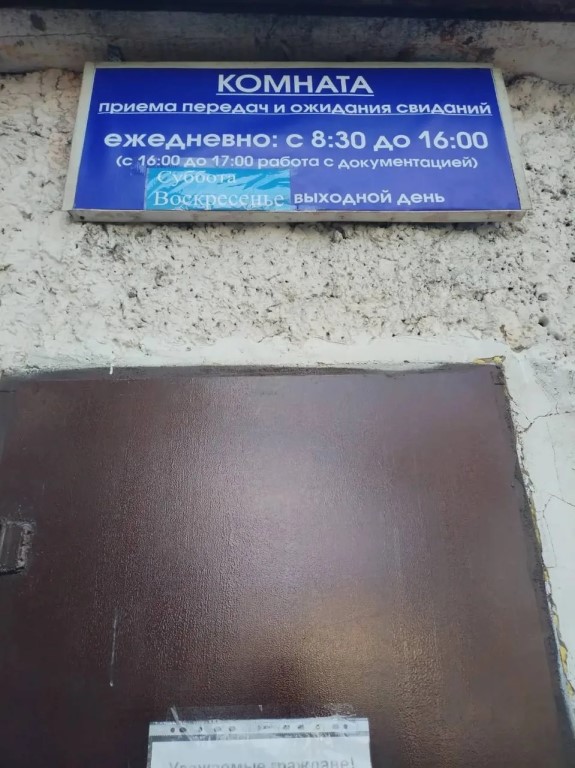 КОМНАТА
приема передач и ожидания свиданий
ежедневно: с 8:30 до 16:00
(с 16:00 до 17:00 работа с документацией)
Суббота
Воскресенье выходной день
Уважаемые граждане!